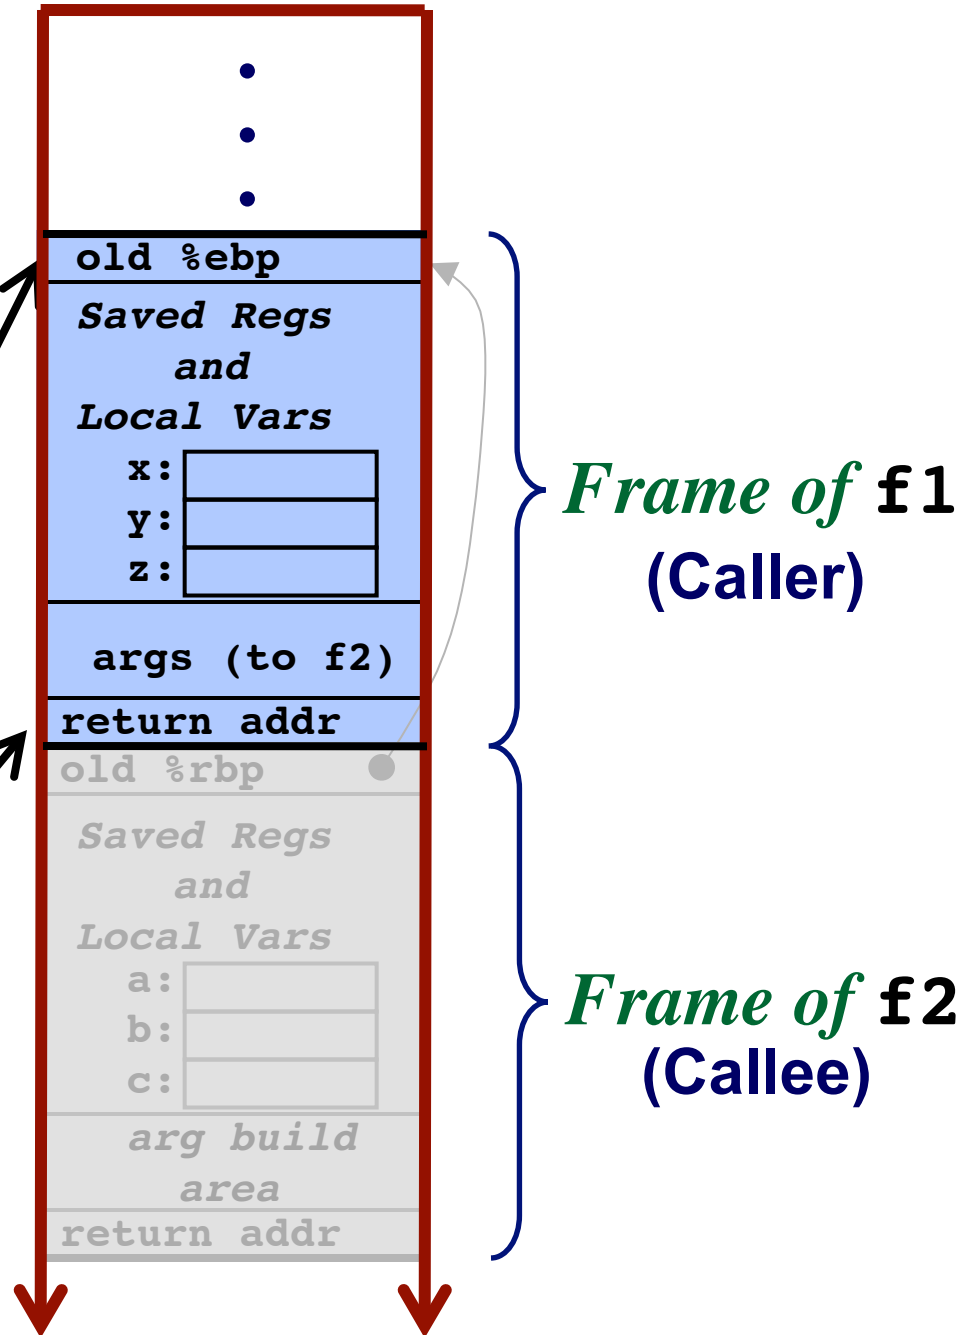 old %ebp
Saved Regs
and
Local Vars
x:
y:
z:
args (to f2)
return addr
Frame of f1
(Caller)
old %rbp
Saved Regs
and
Local Vars
a:
b:
c:
arg build
area
return addr
Frame of f2
(Callee)